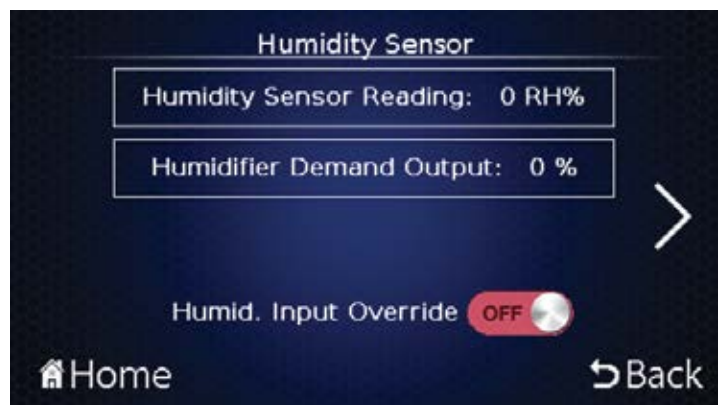 Humidity Sensor
Humidity Sensor Reading: 0 RH%
Humidifier Demand Output: 0 %
Humid. Input Override OFF
Home
Back